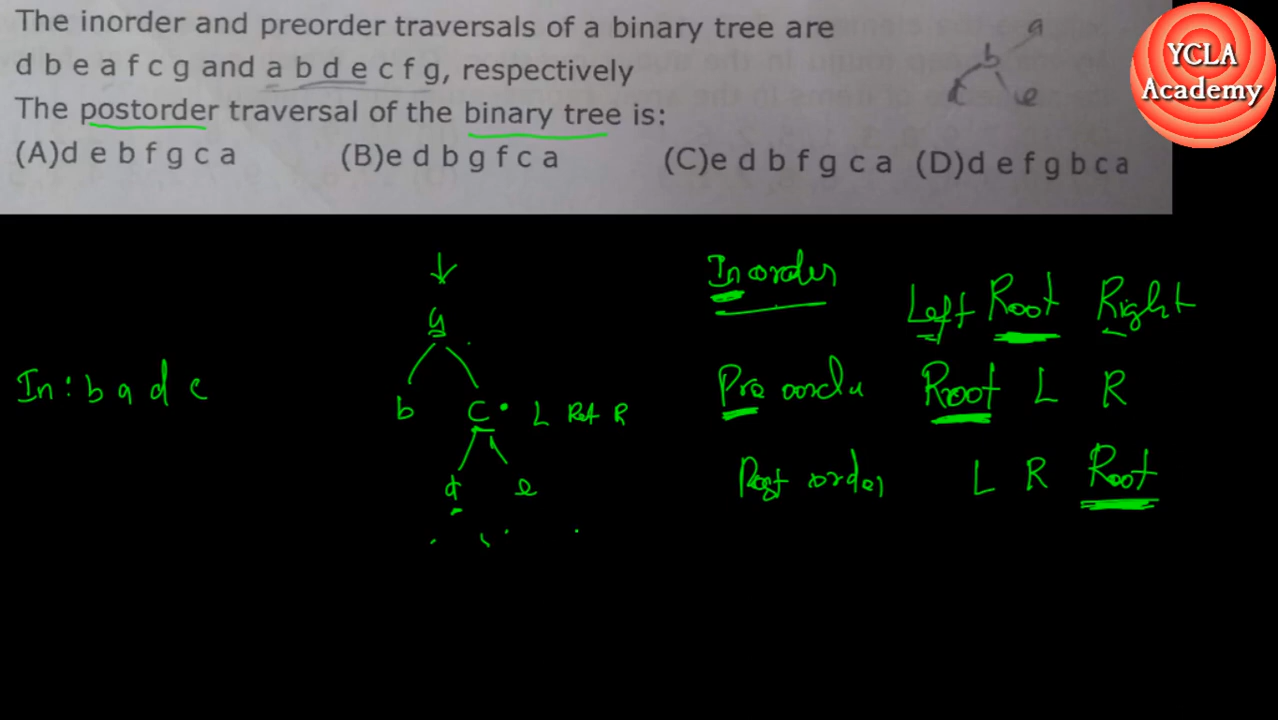 The inorder and preorder traversals of a binary tree are
d b e a f c g and a b d e c f g, respectively
The postorder traversal of the binary tree is:
(A)d e b f g c a (B)e d b g f c a (C)e d b f g c a (D)d e f g b c a
a
b
d e
YCLA
Academy
Inorder Left Root Right
a
In: b a d c
b c L Rot R
Pre order Root L R
d e
Post order L R Root